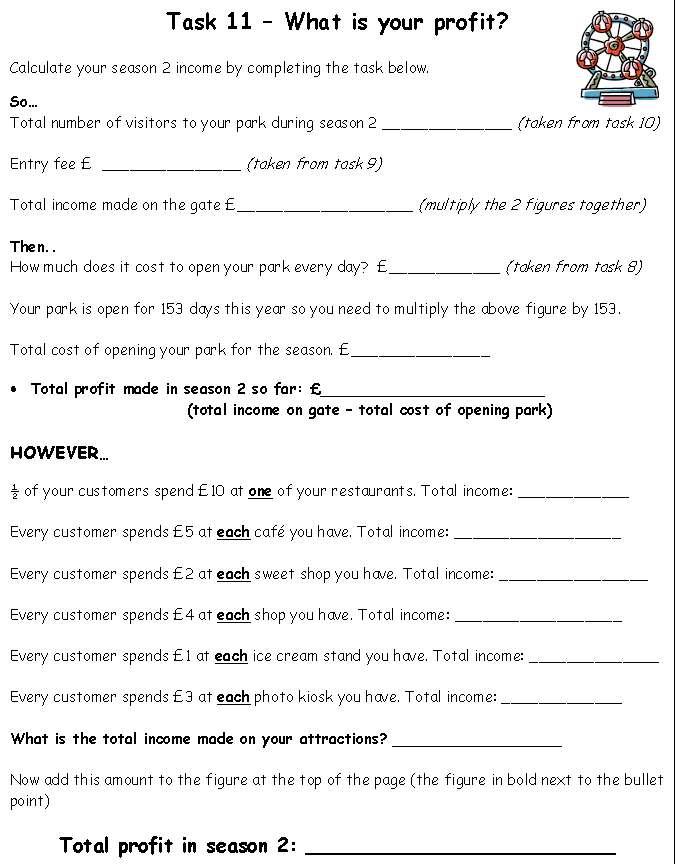 Task 11 – What is your profit?
Calculate your season 2 income by completing the task below.
So…
Total number of visitors to your park during season 2 ______________ (taken from task 10)
Entry fee £ _______________ (taken from task 9)
Total income made on the gate £___________________ (multiply the 2 figures together)
Then..
How much does it cost to open your park every day? £____________ (taken from task 8)
Your park is open for 153 days this year so you need to multiply the above figure by 153.
Total cost of opening your park for the season. £_______________
• Total profit made in season 2 so far: £________________________
(total income on gate – total cost of opening park)
HOWEVER…
½ of your customers spend £10 at one of your restaurants. Total income: ____________
Every customer spends £5 at each café you have. Total income: __________________
Every customer spends £2 at each sweet shop you have. Total income: ________________
Every customer spends £4 at each shop you have. Total income: __________________
Every customer spends £1 at each ice cream stand you have. Total income: ______________
Every customer spends £3 at each photo kiosk you have. Total income: _____________
What is the total income made on your attractions? __________________
Now add this amount to the figure at the top of the page (the figure in bold next to the bullet
point)
Total profit in season 2: __________________________